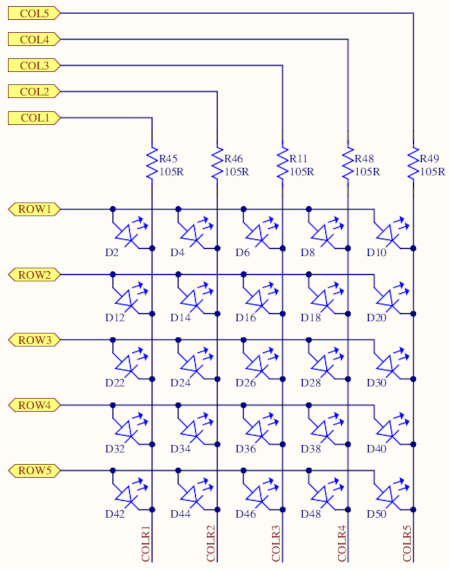 COL5
COL4
COL3
COL2
COL1
R45 R46 R11 R48 R49
105R 105R 105R 105R 105R
ROW1
D2 D4 D6 D8 D10
ROW2
D12 D14 D16 D18 D20
ROW3
D22 D24 D26 D28 D30
ROW4
D32 D34 D36 D38 D40
ROW5
D42 D44 D46 D48 D50
COLR1 COLR2 COLR3 COLR4 COLR5